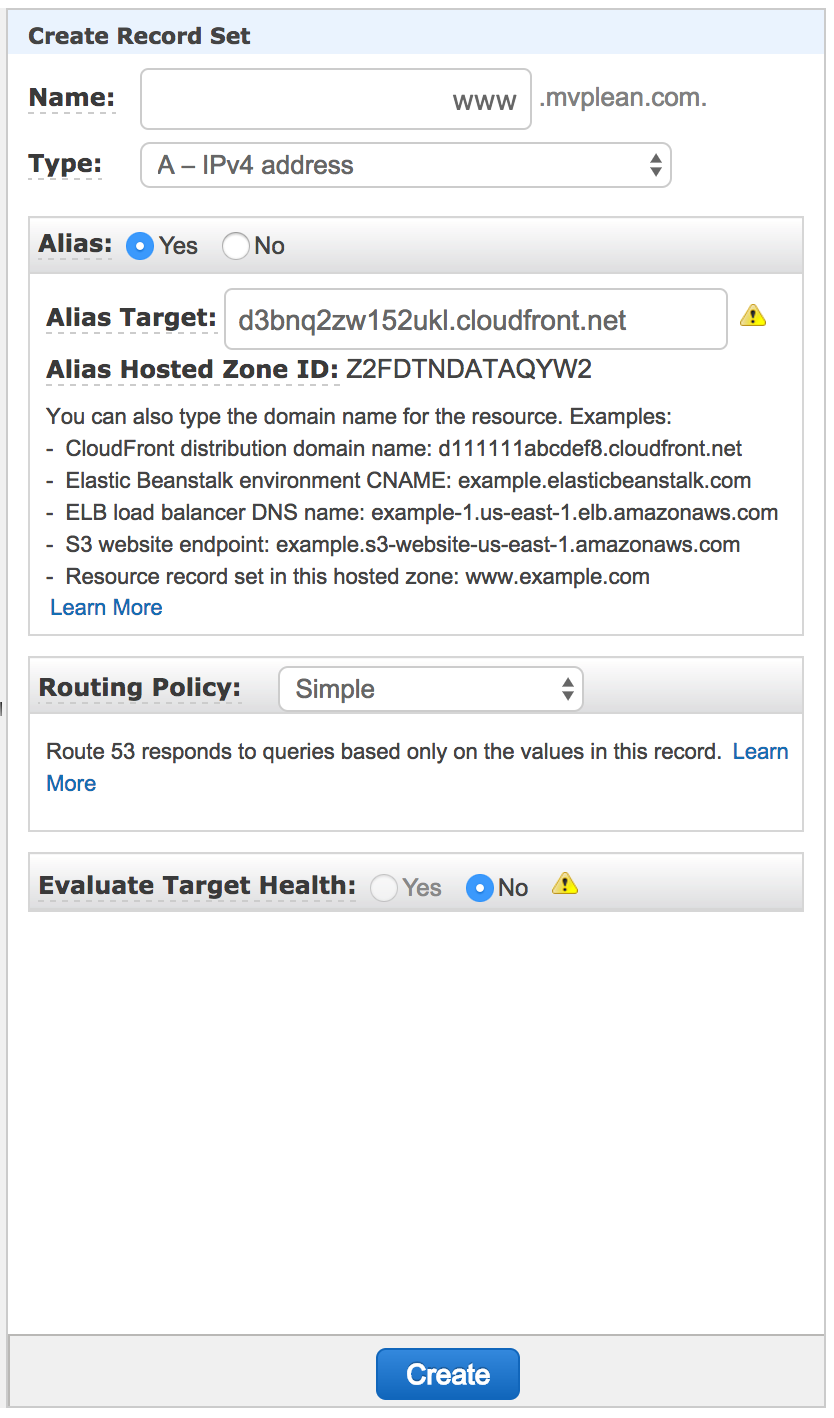 Create Record Set
Name: www .mvplean.com.
Type: A – IPv4 address
Alias: Yes No
Alias Target: d3bnq2zw152ukl.cloudfront.net
Alias Hosted Zone ID: Z2FDTNDATAQYW2
You can also type the domain name for the resource. Examples:
- CloudFront distribution domain name: d111111abcdef8.cloudfront.net
- Elastic Beanstalk environment CNAME: example.elasticbeanstalk.com
- ELB load balancer DNS name: example-1.us-east-1.elb.amazonaws.com
- S3 website endpoint: example.s3-website-us-east-1.amazonaws.com
- Resource record set in this hosted zone: www.example.com
Learn More
Routing Policy: Simple
Route 53 responds to queries based only on the values in this record. Learn
More
Evaluate Target Health: Yes No
Create